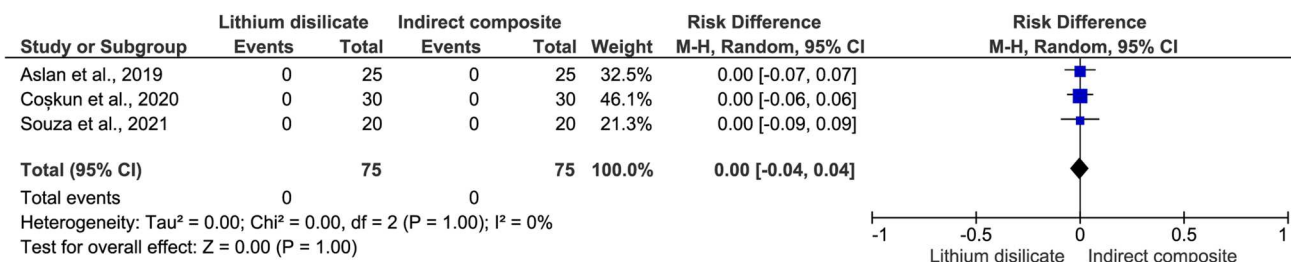 Lithium disilicate Indirect composite Risk Difference Risk Difference
Study or Subgroup Events Total Events Total Weight M-H, Random, 95% CI M-H, Random, 95% CI
Aslan et al., 2019 0 25 0 25 32.5% 0.00 [-0.07, 0.07]
Coșkun et al., 2020 0 30 0 30 46.1% 0.00 [-0.06, 0.06]
Souza et al., 2021 0 20 0 20 21.3% 0.00 [-0.09, 0.09]
Total (95% CI) 75 75 100.0% 0.00 [-0.04, 0.04]
Total events 0 0
Heterogeneity: Tau² = 0.00; Chi² = 0.00, df = 2 (P = 1.00); I² = 0%
Test for overall effect: Z = 0.00 (P = 1.00)
-1 -0.5 0 0.5 1
Lithium disilicate Indirect composite